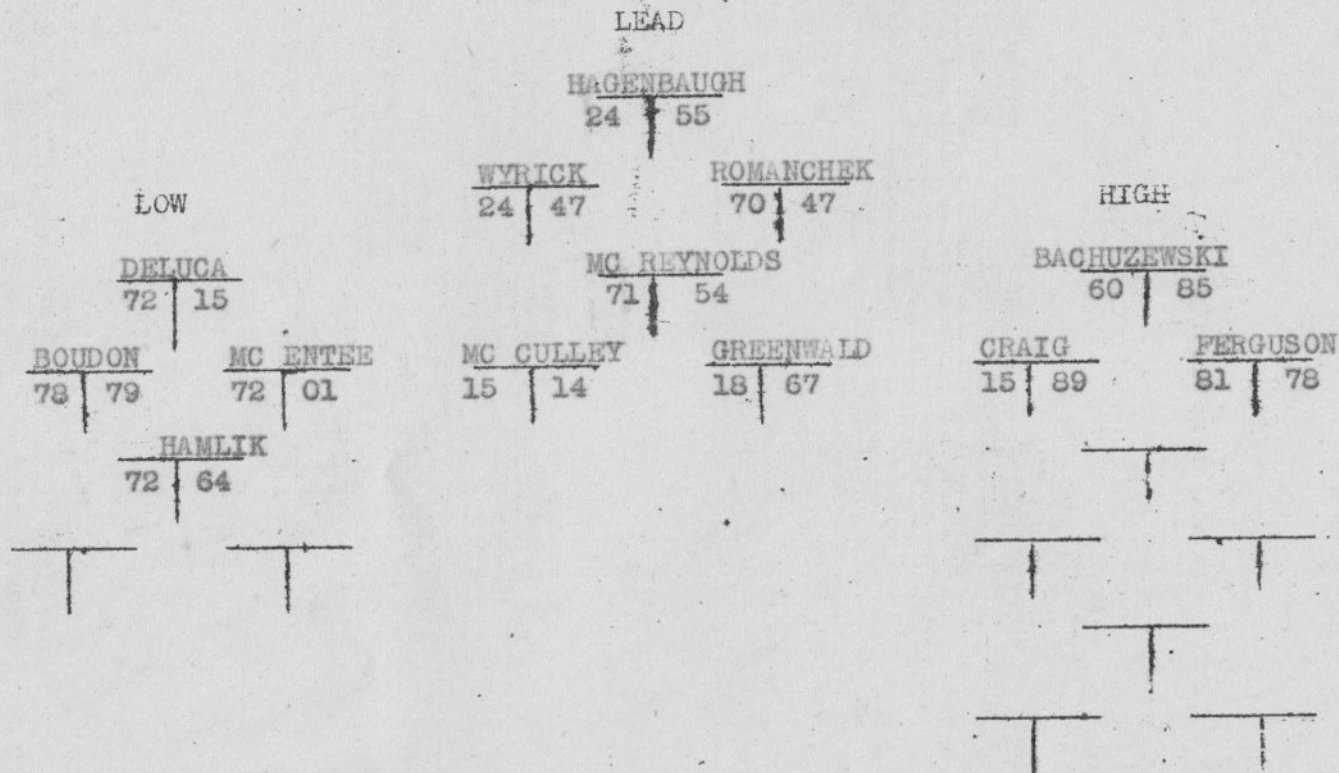 LEAD
HAGENBAUGH
24 55
WYRICK ROMANCHEK
24 47 70 47
LOW HIGH
MC REYNOLDS
71 54
DELUCA BACHUZEWSKI
72 15 60 85
BOUDON MC ENTEE MC CULLEY GREENWALD CRAIG FERGUSON
78 79 72 01 15 14 18 67 15 89 81 78
HAMLIK
72 64